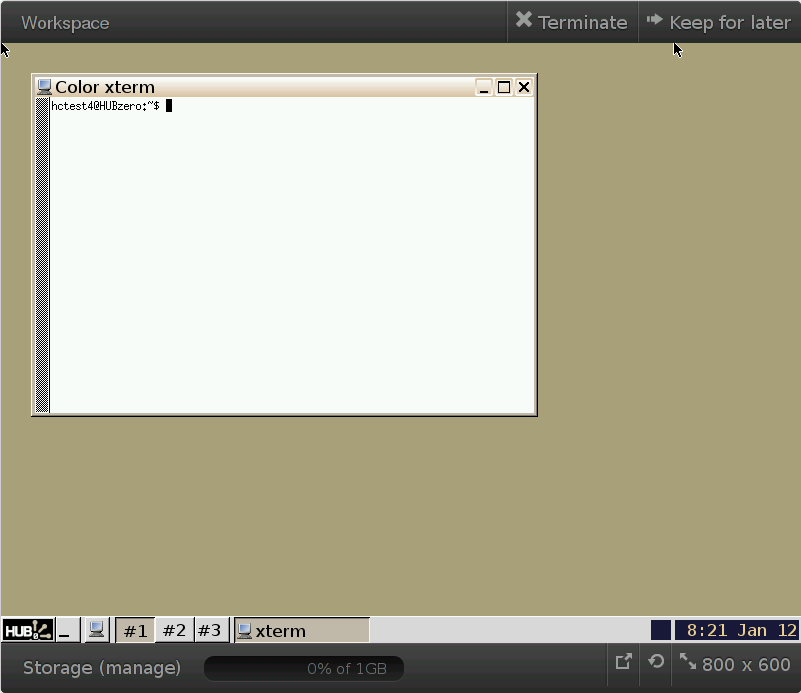 Workspace
Terminate
Keep for later
Color xterm
hctest4@HUBzero:~$
HUB
#1
#2
#3
xterm
8:21 Jan 12
Storage (manage)
0% of 1GB
800 x 600